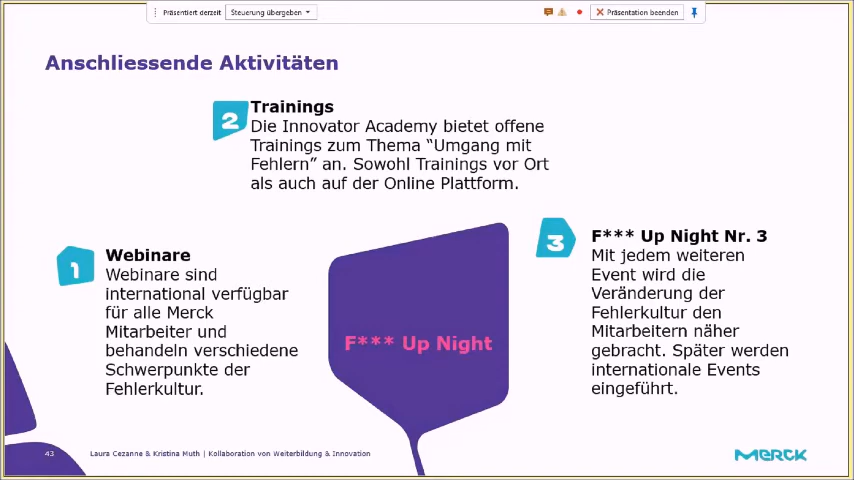 Präsentiert derzeit
Steuerung übergeben
Präsentation beenden
Anschliessende Aktivitäten
2
Trainings
Die Innovator Academy bietet offene
Trainings zum Thema “Umgang mit
Fehlern” an. Sowohl Trainings vor Ort
als auch auf der Online Plattform.
1
Webinare
Webinare sind
international verfügbar
für alle Merck
Mitarbeiter und
behandeln verschiedene
Schwerpunkte der
Fehlerkultur.
F*** Up Night
3
F*** Up Night Nr. 3
Mit jedem weiteren
Event wird die
Veränderung der
Fehlerkultur den
Mitarbeitern näher
gebracht. Später werden
internationale Events
eingeführt.
43
Laura Cezanne & Kristina Muth | Kollaboration von Weiterbildung & Innovation
MERCK